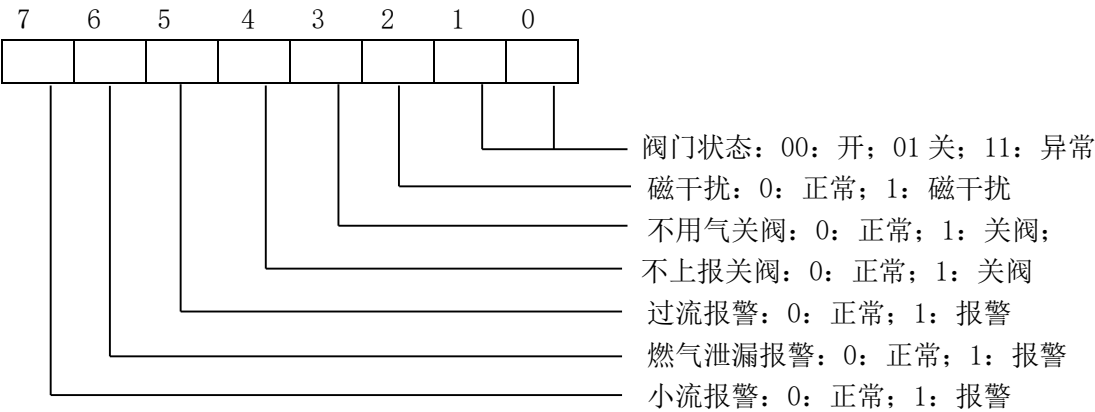 7 6 5 4 3 2 1 0
阀门状态：00：开；01 关；11：异常
磁干扰：0：正常；1：磁干扰
不用气关阀：0：正常；1：关阀；
不上报关阀：0：正常；1：关阀
过流报警：0：正常；1：报警
燃气泄漏报警：0：正常；1：报警
小流报警：0：正常；1：报警